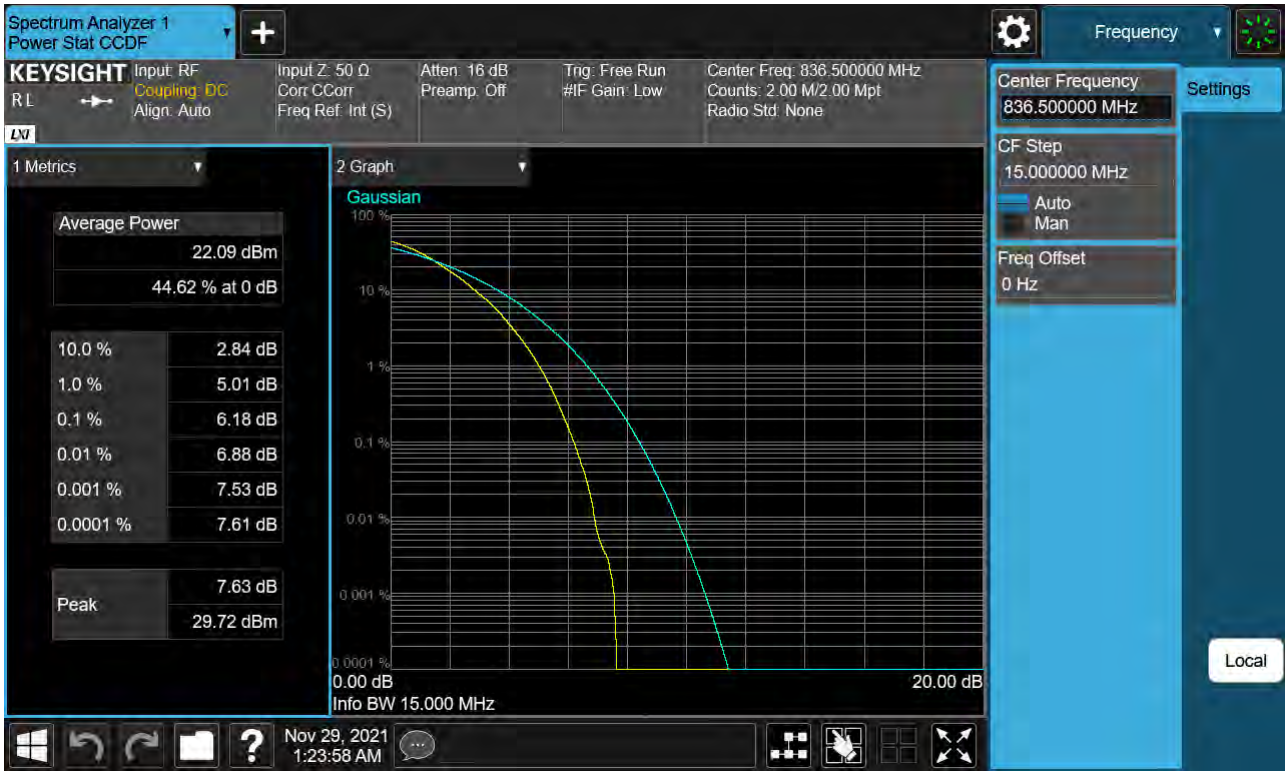 Spectrum Analyzer 1
Power Stat CCDF
Frequency
KEYSIGHT
R L
LXI
Input: RF
Coupling: DC
Align: Auto
Input Z: 50 Ω
Corr CCorr
Freq Ref: Int (S)
Atten: 16 dB
Preamp: Off
Trig: Free Run
#IF Gain: Low
Center Freq: 836.500000 MHz
Counts: 2.00 M/2.00 Mpt
Radio Std: None
Center Frequency
836.500000 MHz
Settings
CF Step
15.000000 MHz
Auto
Man
Freq Offset
0 Hz
Local
1 Metrics
Average Power
22.09 dBm
44.62 % at 0 dB
10.0 % 2.84 dB
1.0 % 5.01 dB
0.1 % 6.18 dB
0.01 % 6.88 dB
0.001 % 7.53 dB
0.0001 % 7.61 dB
Peak
7.63 dB
29.72 dBm
2 Graph
Gaussian
100 %
10 %
1 %
0.1 %
0.01 %
0.001 %
0.0001 %
0.00 dB
20.00 dB
Info BW 15.000 MHz
?
Nov 29, 2021
1:23:58 AM